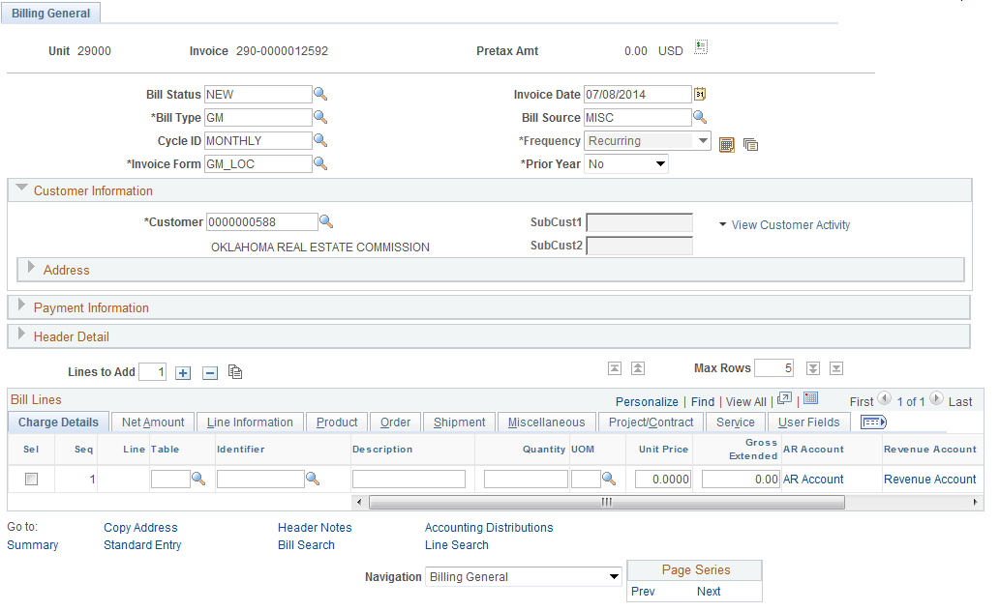 Billing General
Unit 29000 Invoice 290-0000012592 Pretax Amt 0.00 USD
Bill Status NEW Invoice Date 07/08/2014
*Bill Type GM Bill Source MISC
Cycle ID MONTHLY *Frequency Recurring
*Invoice Form GM_LOC *Prior Year No
Customer Information
*Customer 0000000588 SubCust1 View Customer Activity
OKLAHOMA REAL ESTATE COMMISSION SubCust2
Address
Payment Information
Header Detail
Lines to Add 1 Max Rows 5
Bill Lines Personalize | Find | View All | | First 1 of 1 Last
Charge Details Net Amount Line Information Product Order Shipment Miscellaneous Project/Contract Service User Fields
Sel Seq Line Table Identifier Description Quantity UOM Unit Price Gross Extended AR Account Revenue Account
1 0.0000 0.00 AR Account Revenue Account
Go to: Copy Address Header Notes Accounting Distributions
Summary Standard Entry Bill Search Line Search
Navigation Billing General Page Series
Prev Next